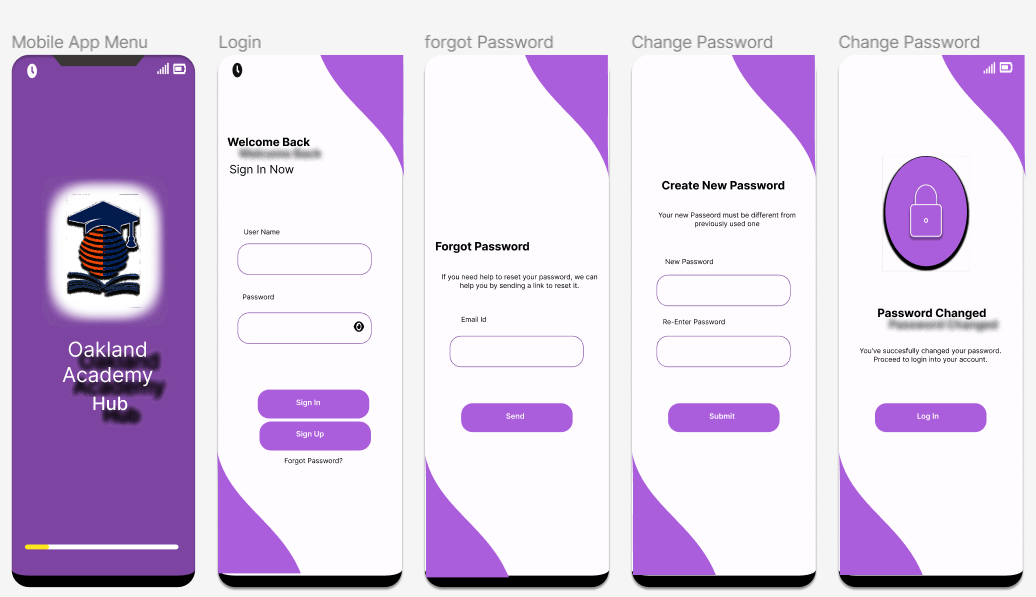 Mobile App Menu
Oakland
Academy
Hub
Login
Welcome Back
Sign In Now
User Name
Password
Sign In
Sign Up
Forgot Password?
forgot Password
Forgot Password
If you need help to reset your password, we can
help you by sending a link to reset it.
Email Id
Send
Change Password
Create New Password
Your new Passeord must be different from
previously used one
New Password
Re-Enter Password
Submit
Change Password
Password Changed
You've succesfully changed your password.
Proceed to login into your account.
Log In